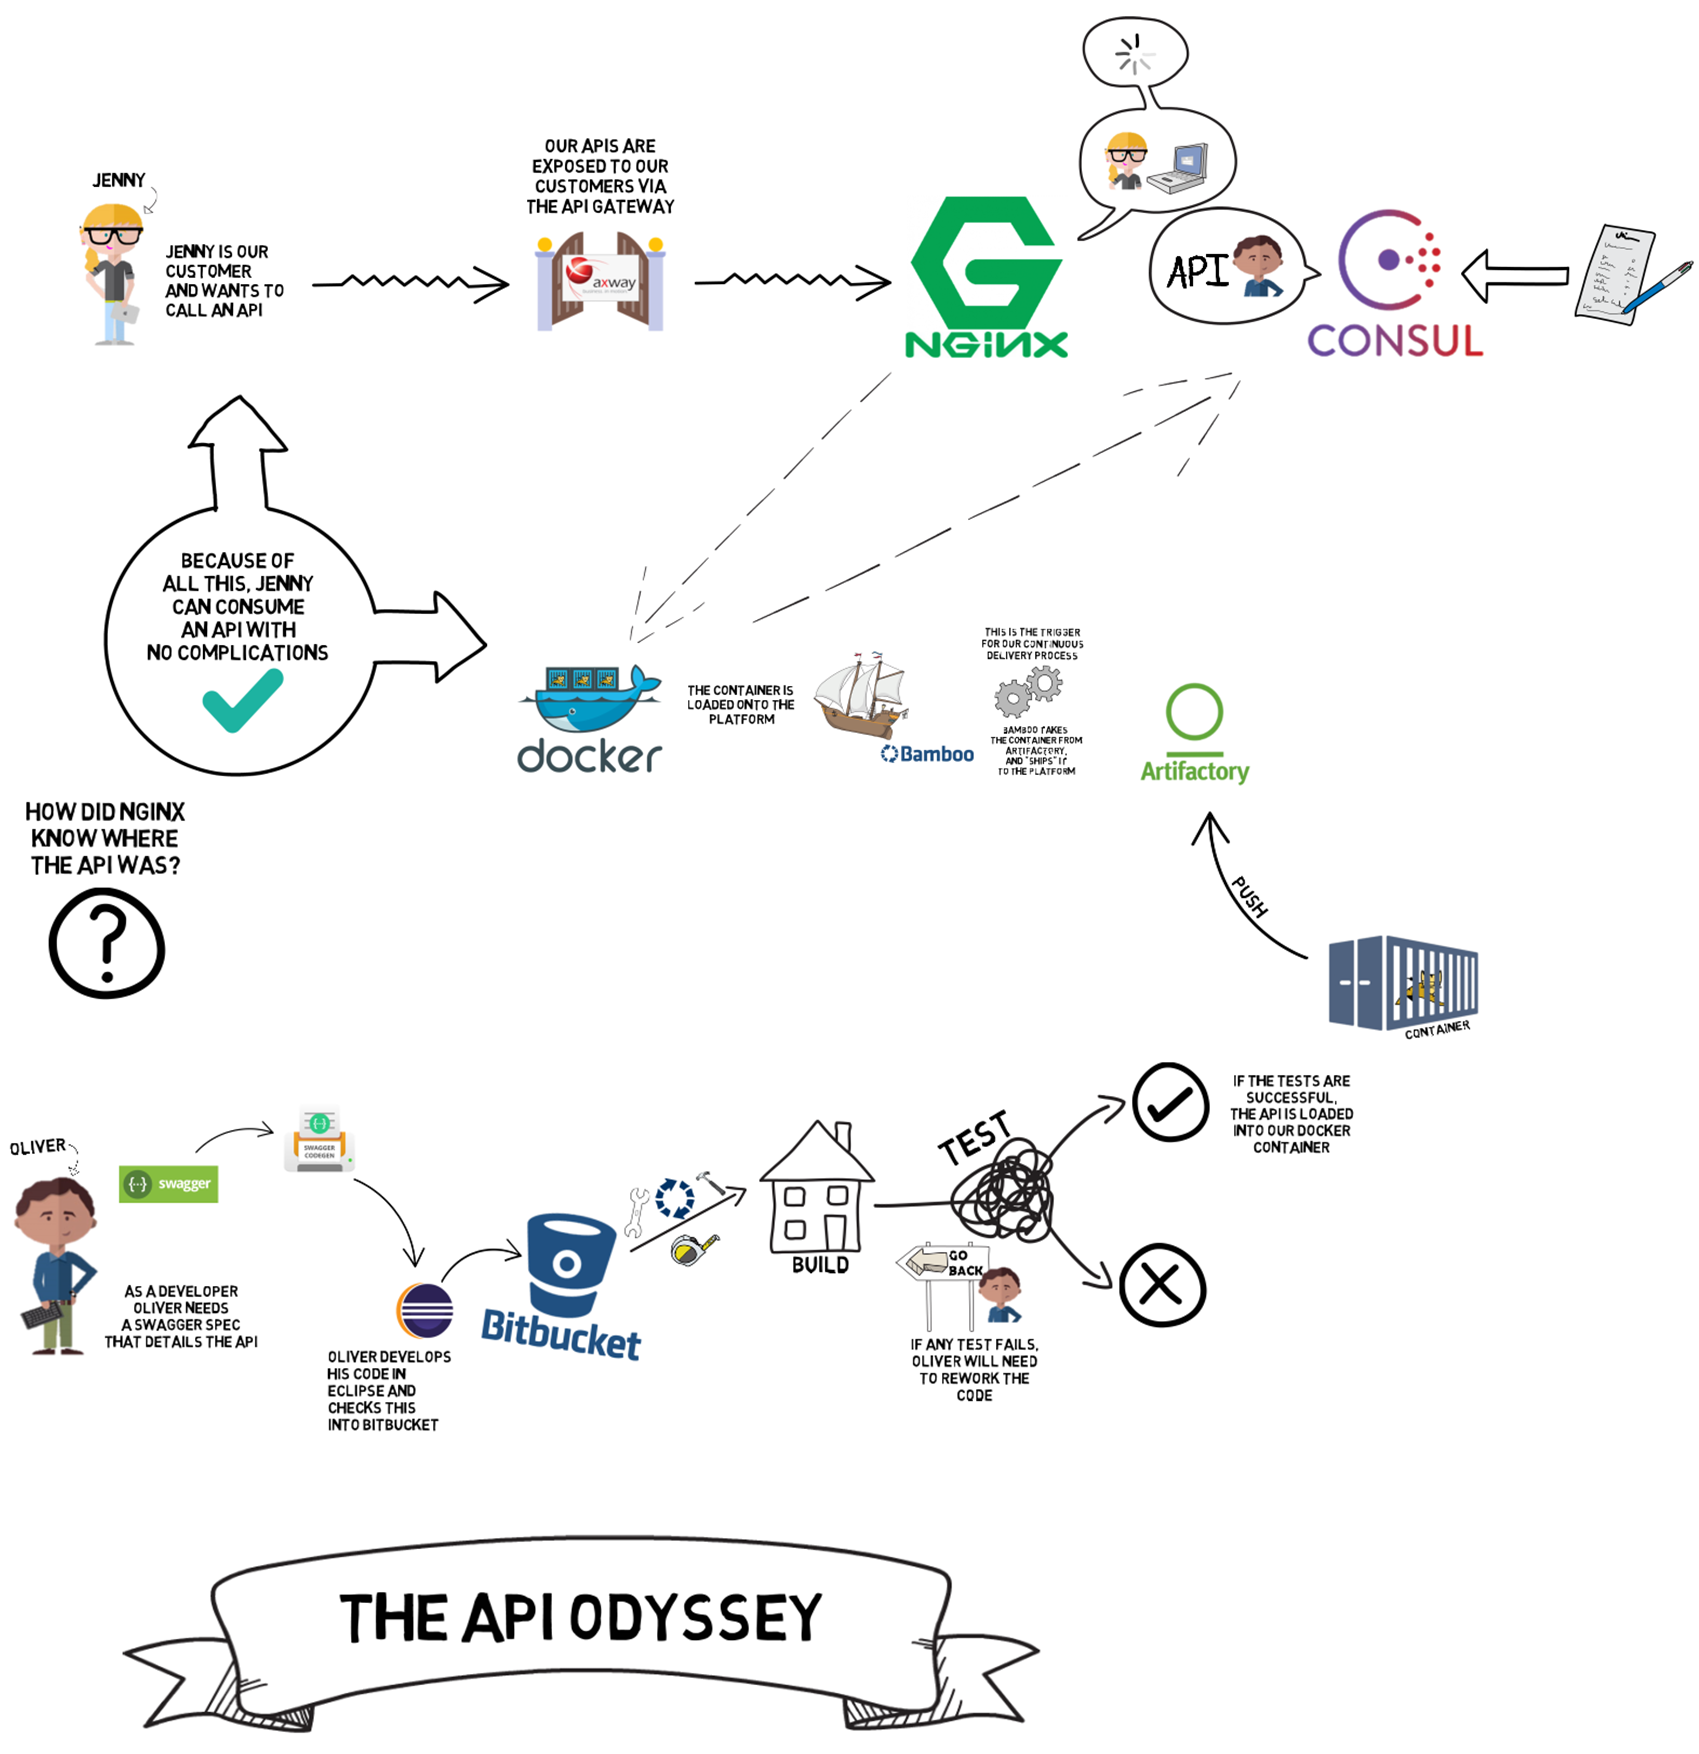 JENNY
JENNY IS OUR
CUSTOMER
AND WANTS TO
CALL AN API
OUR APIS ARE
EXPOSED TO OUR
CUSTOMERS VIA
THE API GATEWAY
axway
NGiNX
API
CONSUL
BECAUSE OF
ALL THIS, JENNY
CAN CONSUME
AN API WITH
NO COMPLICATIONS
docker
THE CONTAINER IS
LOADED ONTO THE
PLATFORM
Bamboo
THIS IS THE TRIGGER
FOR OUR CONTINUOUS
DELIVERY PROCESS
BAMBOO TAKES
THE CONTAINER FROM
ARTIFACTORY,
AND "SHIPS" IT
TO THE PLATFORM
Artifactory
HOW DID NGINX
KNOW WHERE
THE API WAS?
?
PUSH
CONTAINER
OLIVER
{··}
swagger
SWAGGER
CODEGEN
AS A DEVELOPER
OLIVER NEEDS
A SWAGGER SPEC
THAT DETAILS THE API
OLIVER DEVELOPS
HIS CODE IN
ECLIPSE AND
CHECKS THIS
INTO BITBUCKET
Bitbucket
BUILD
TEST
GO
BACK
IF ANY TEST FAILS,
OLIVER WILL NEED
TO REWORK THE
CODE
IF THE TESTS ARE
SUCCESSFUL,
THE API IS LOADED
INTO OUR DOCKER
CONTAINER
THE API ODYSSEY